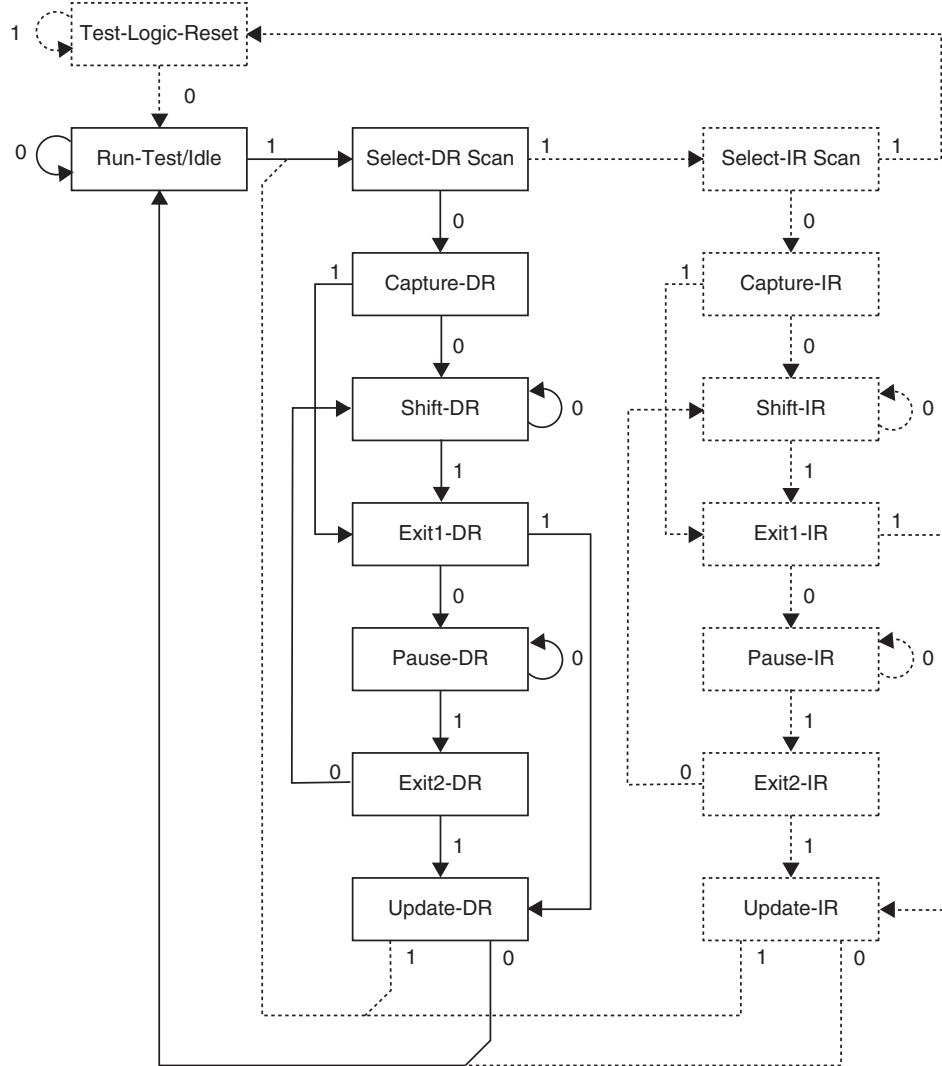 1
Test-Logic-Reset
0
0
Run-Test/Idle
1
Select-DR Scan
1
Select-IR Scan
1
0
0
1
Capture-DR
1
Capture-IR
0
0
Shift-DR
0
Shift-IR
0
1
1
Exit1-DR
1
Exit1-IR
1
0
0
Pause-DR
0
Pause-IR
0
1
1
0
Exit2-DR
0
Exit2-IR
1
1
Update-DR
Update-IR
1
0
1
0